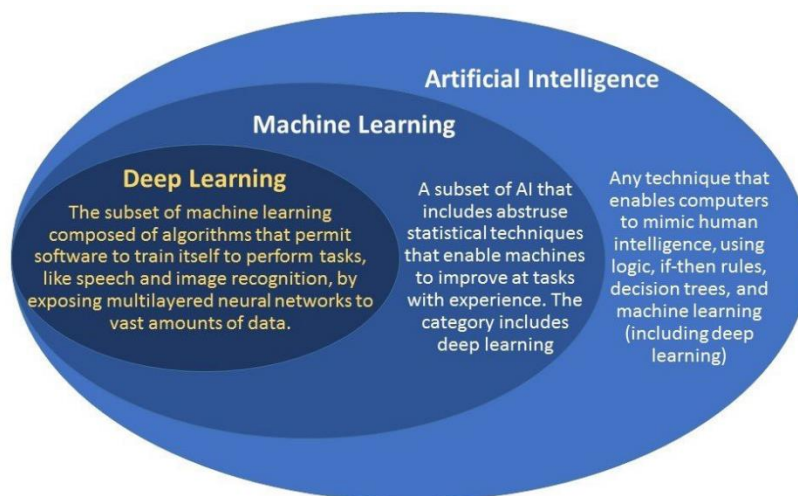 Artificial Intelligence
Machine Learning
Deep Learning
The subset of machine learning
composed of algorithms that permit
software to train itself to perform tasks,
like speech and image recognition, by
exposing multilayered neural networks to
vast amounts of data.
A subset of AI that
includes abstruse
statistical techniques
that enable machines
to improve at tasks
with experience. The
category includes
deep learning
Any technique that
enables computers
to mimic human
intelligence, using
logic, if-then rules,
decision trees, and
machine learning
(including deep
learning)